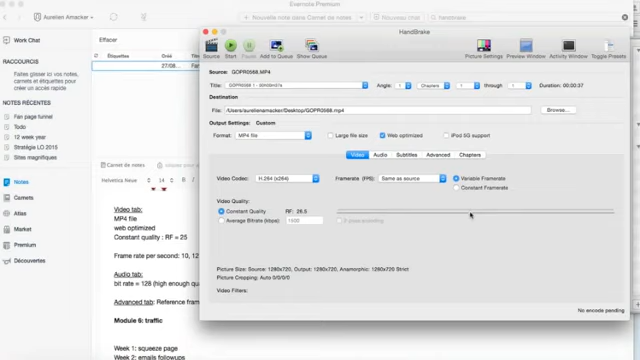 Evernote Premium
Aurelien Amacker
Nouvelle note dans Carnet de notes
Nouveau chat
handbrake
Work Chat
RACCOURCIS
Faites glisser ici vos notes,
carnets et étiquettes pour
créer un accès rapide
NOTES RÉCENTES
Fan page funnel
Todo
12 week year
Stratégie LO 2015
Sites magnifiques
Notes
Carnets
Atlas
Market
Premium
Découvertes
Effacer
Étiquettes
Créé
Titre
27/08...
Carnet de notes
Helvetica Neue
14
Video tab:
MP4 file
web optimized
Constant quality : RF = 25
Frame rate per second: 10, 12
Audio tab:
bit rate = 128 (high enough qu
Advanced tab: Reference fram
Module 6: traffic
Week 1: squeeze page
Week 2: emails followups
HandBrake
Source
Start
Pause
Add to Queue
Show Queue
Picture Settings
Preview Window
Activity Window
Toggle Presets
Source: GOPR0568.MP4
Title:
Angle: 1
Chapters
1
through
1
Duration: 00:00:37
Destination
File: /Users/aurelienamacker/Desktop/GOPR0568.mp4
Browse...
Output Settings: Custom
Format: MP4 file
Large file size
Web optimized
iPod 5G support
Video
Audio
Subtitles
Advanced
Chapters
Video Codec: H.264 (x264)
Framerate (FPS): Same as source
Variable Framerate
Constant Framerate
Video Quality:
Constant Quality
RF: 26.5
Average Bitrate (kbps):
Picture Size: Source: 1280x720, Output: 1280x720, Anamorphic: 1280x720 Strict
Picture Cropping: Auto 0/0/0/0
Video Filters:
No encode pending